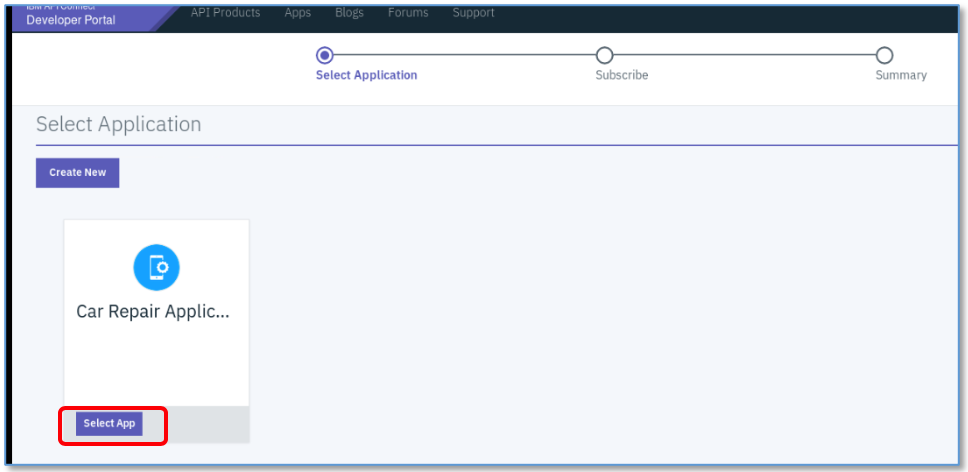 IBM API Connect
Developer Portal
API Products Apps Blogs Forums Support
Select Application Subscribe Summary
Select Application
Create New
Car Repair Applic...
Select App